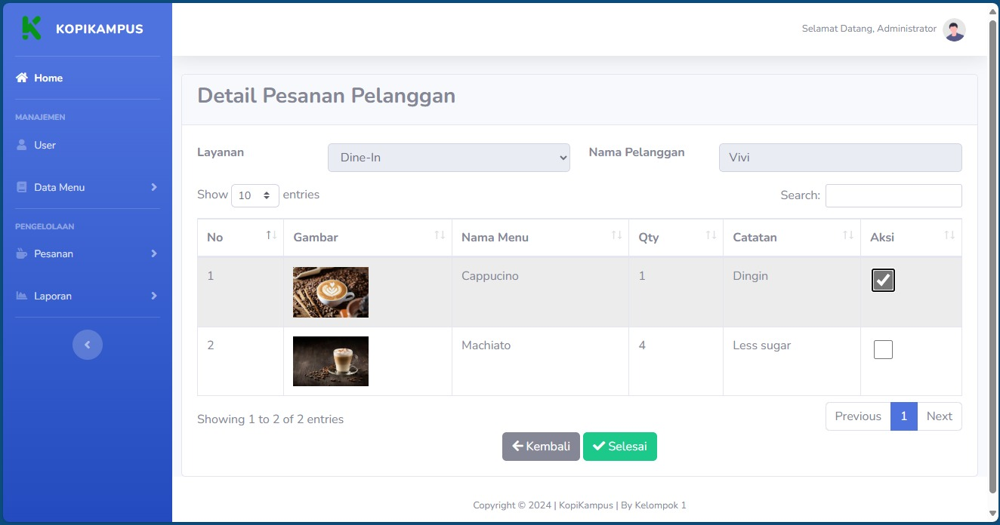 KOPIKAMPUS
Selamat Datang, Administrator
Home
MANAJEMEN
User
Data Menu
PENGELOLAAN
Pesanan
Laporan
Detail Pesanan Pelanggan
Layanan Dine-In Nama Pelanggan Vivi
Show 10 entries Search:
No Gambar Nama Menu Qty Catatan Aksi
1 Cappucino 1 Dingin
2 Machiato 4 Less sugar
Showing 1 to 2 of 2 entries Previous 1 Next
Kembali Selesai
Copyright © 2024 | KopiKampus | By Kelompok 1